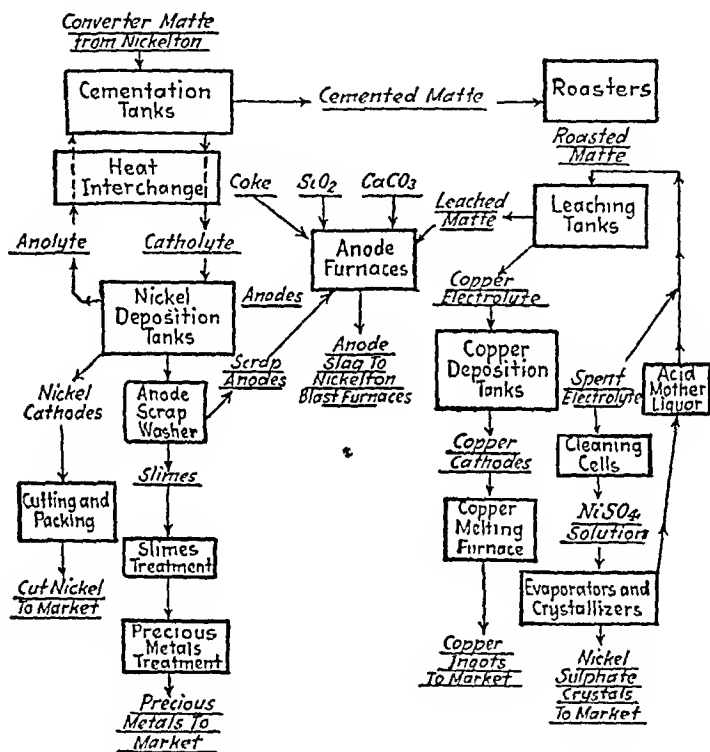 Converter Matte
from Nickelton
Cementation
Tanks
Cemented Matte
Roasters
Roasted
Matte
Heat
Interchange
Coke
SiO2
CaCO3
Leached
Matte
Leaching
Tanks
Anolyte
Catholyte
Anode
Furnaces
Copper
Electrolyte
Nickel
Deposition
Tanks
Anodes
Scrap
Anodes
Anode
Slag To
Nickelton
Blast Furnaces
Copper
Deposition
Tanks
Spent
Electrolyte
Acid
Mother
Liquor
Nickel
Cathodes
Anode
Scrap
Washer
Copper
Cathodes
Cleaning
Cells
Slimes
Cutting and
Packing
Copper
Melting
Furnace
NiSO4
Solution
Slimes
Treatment
Cut Nickel
To Market
Evaporators and
Crystallizers
Precious
Metals
Treatment
Copper
Ingots
To Market
Nickel
Sulphate
Crystals
To Market
Precious
Metals To
Market